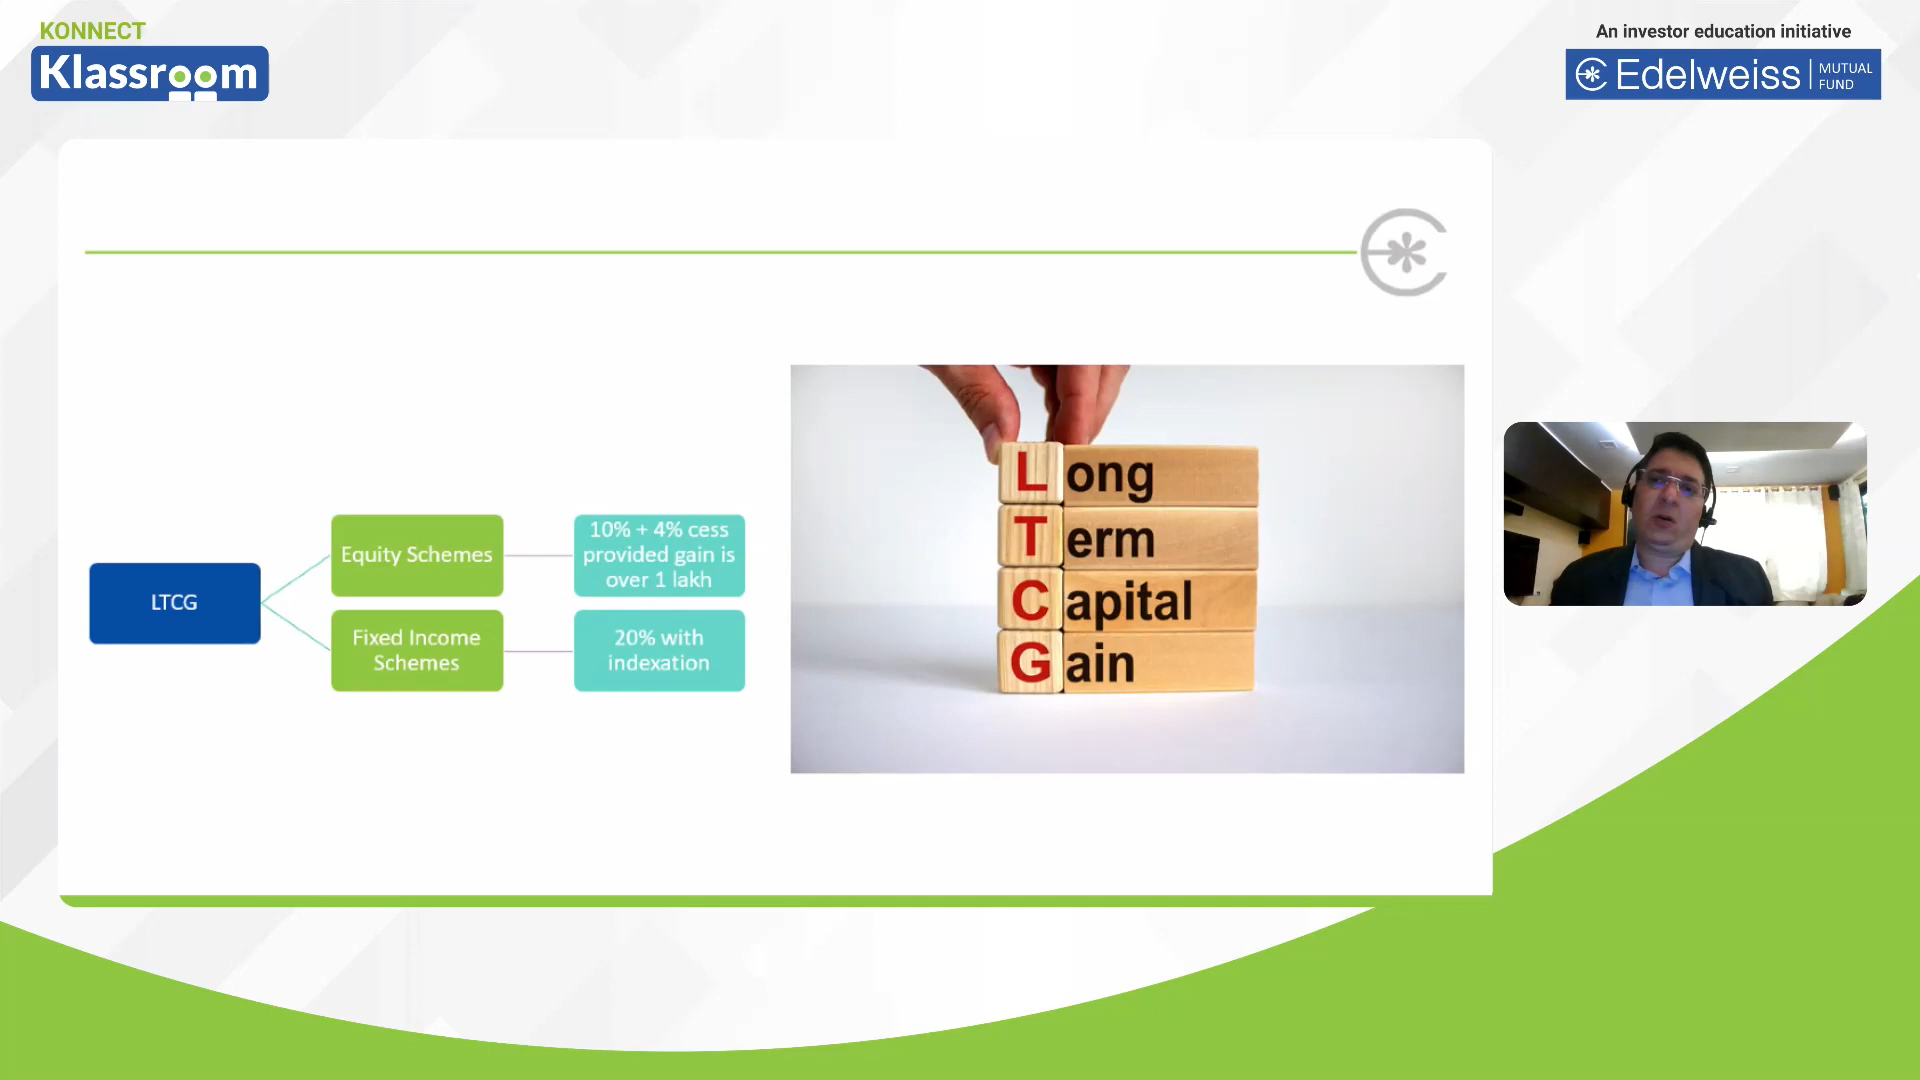 KONNECT
Klassroom
An investor education initiative
Edelweiss
MUTUAL
FUND
LTCG
Equity Schemes
10% + 4% cess
provided gain is
over 1 lakh
Fixed Income
Schemes
20% with
indexation
Long
Term
Capital
Gain